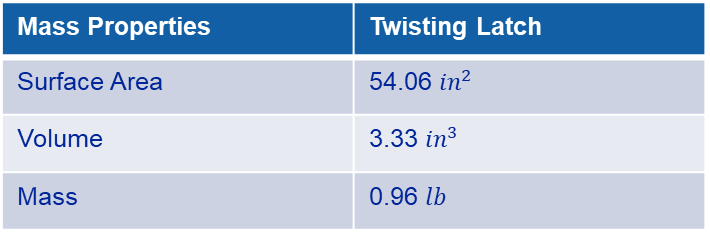 Mass Properties Twisting Latch
Surface Area 54.06 in²
Volume 3.33 in³
Mass 0.96 lb